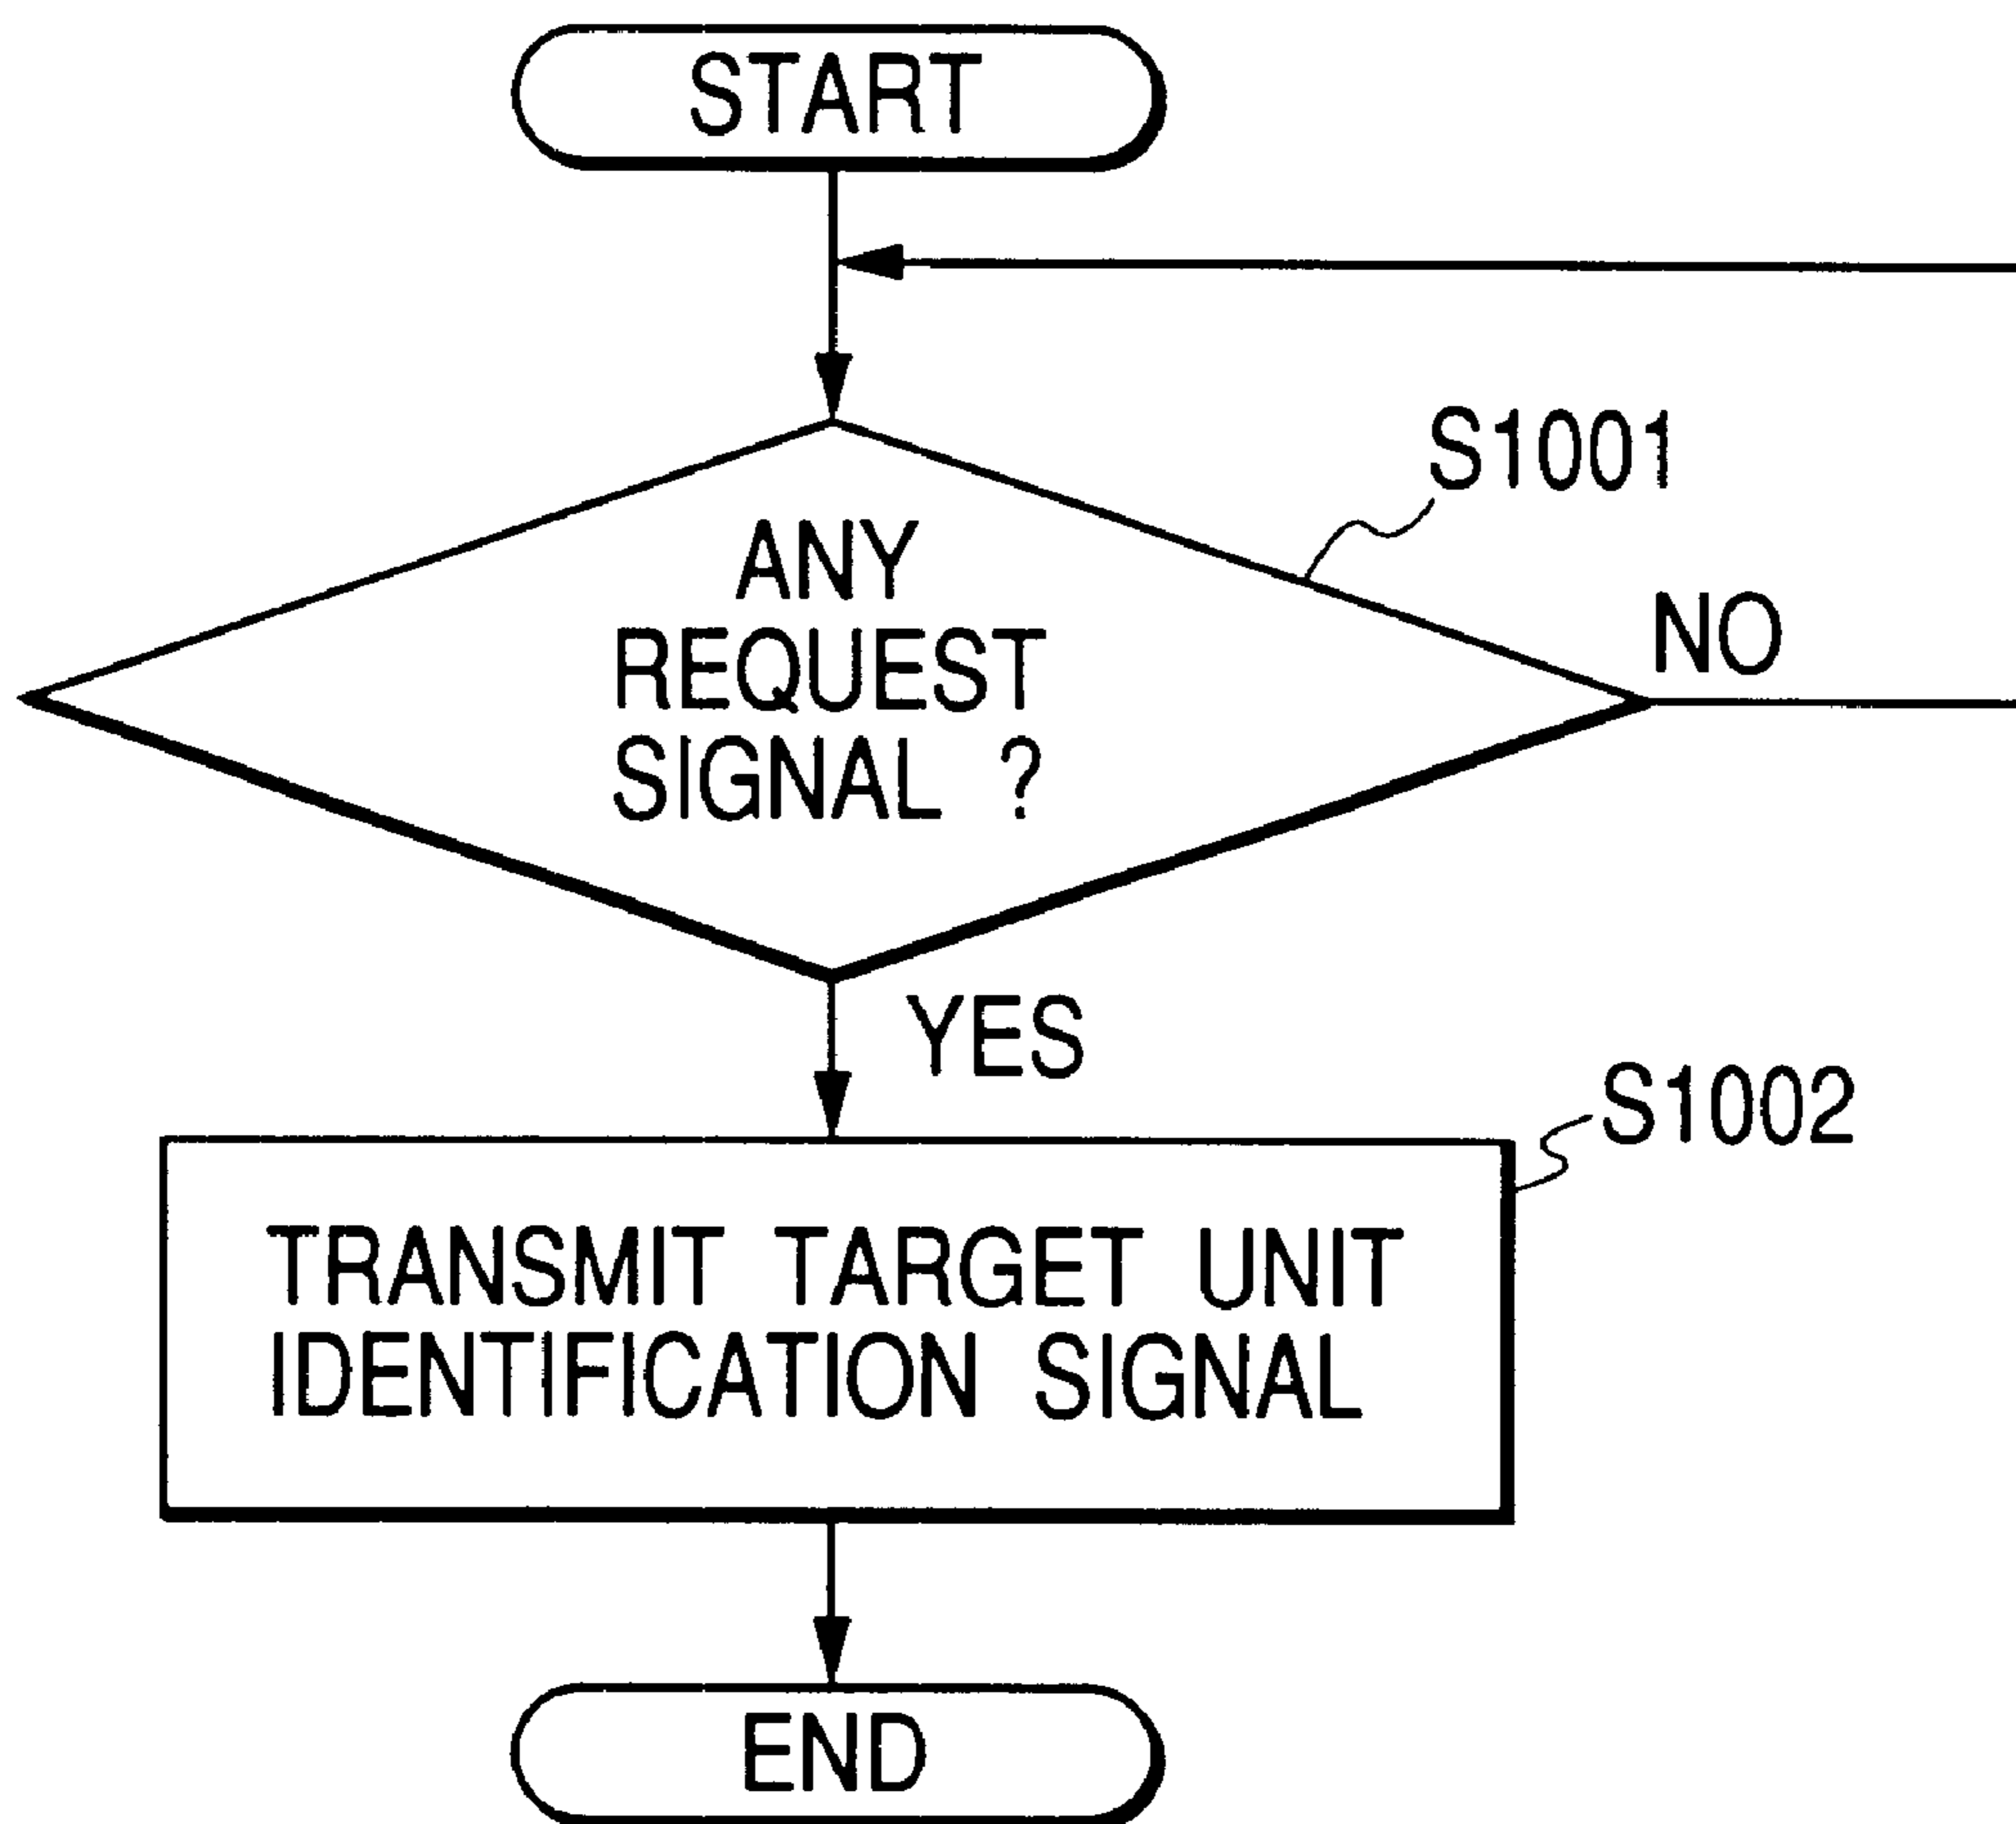 START
S1001
ANY
REQUEST
SIGNAL ?
NO
YES
S1002
TRANSMIT TARGET UNIT
IDENTIFICATION SIGNAL
END